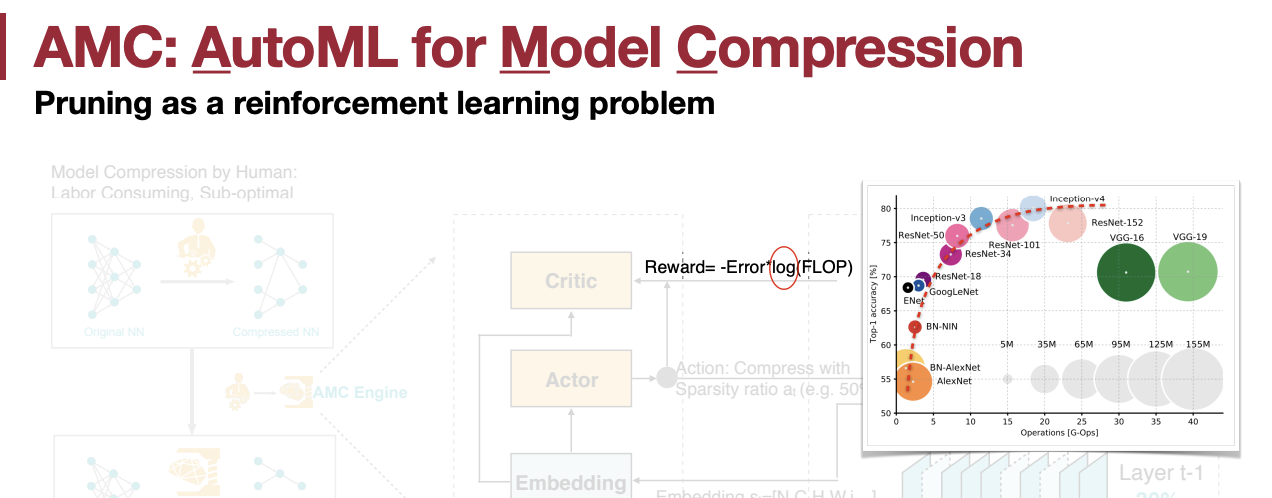 AMC: AutoML for Model Compression
Pruning as a reinforcement learning problem
Model Compression by Human:
Labor Consuming, Sub-optimal
Original NN
Compressed NN
AMC Engine
Critic
Actor
Embedding
Reward= -Error*log(FLOP)
Action: Compress with
Sparsity ratio aₜ (e.g. 50%
Embedding sₜ=[N,C,H,W,i…]
Layer t-1
80
75
70
65
60
55
50
0
5
10
15
20
25
30
35
40
Top-1 accuracy [%]
Operations [G-Ops]
Inception-v4
Inception-v3
ResNet-152
ResNet-50
VGG-16
VGG-19
ResNet-101
ResNet-34
ResNet-18
GoogLeNet
ENet
BN-NIN
5M
35M
65M
95M
125M
155M
BN-AlexNet
AlexNet